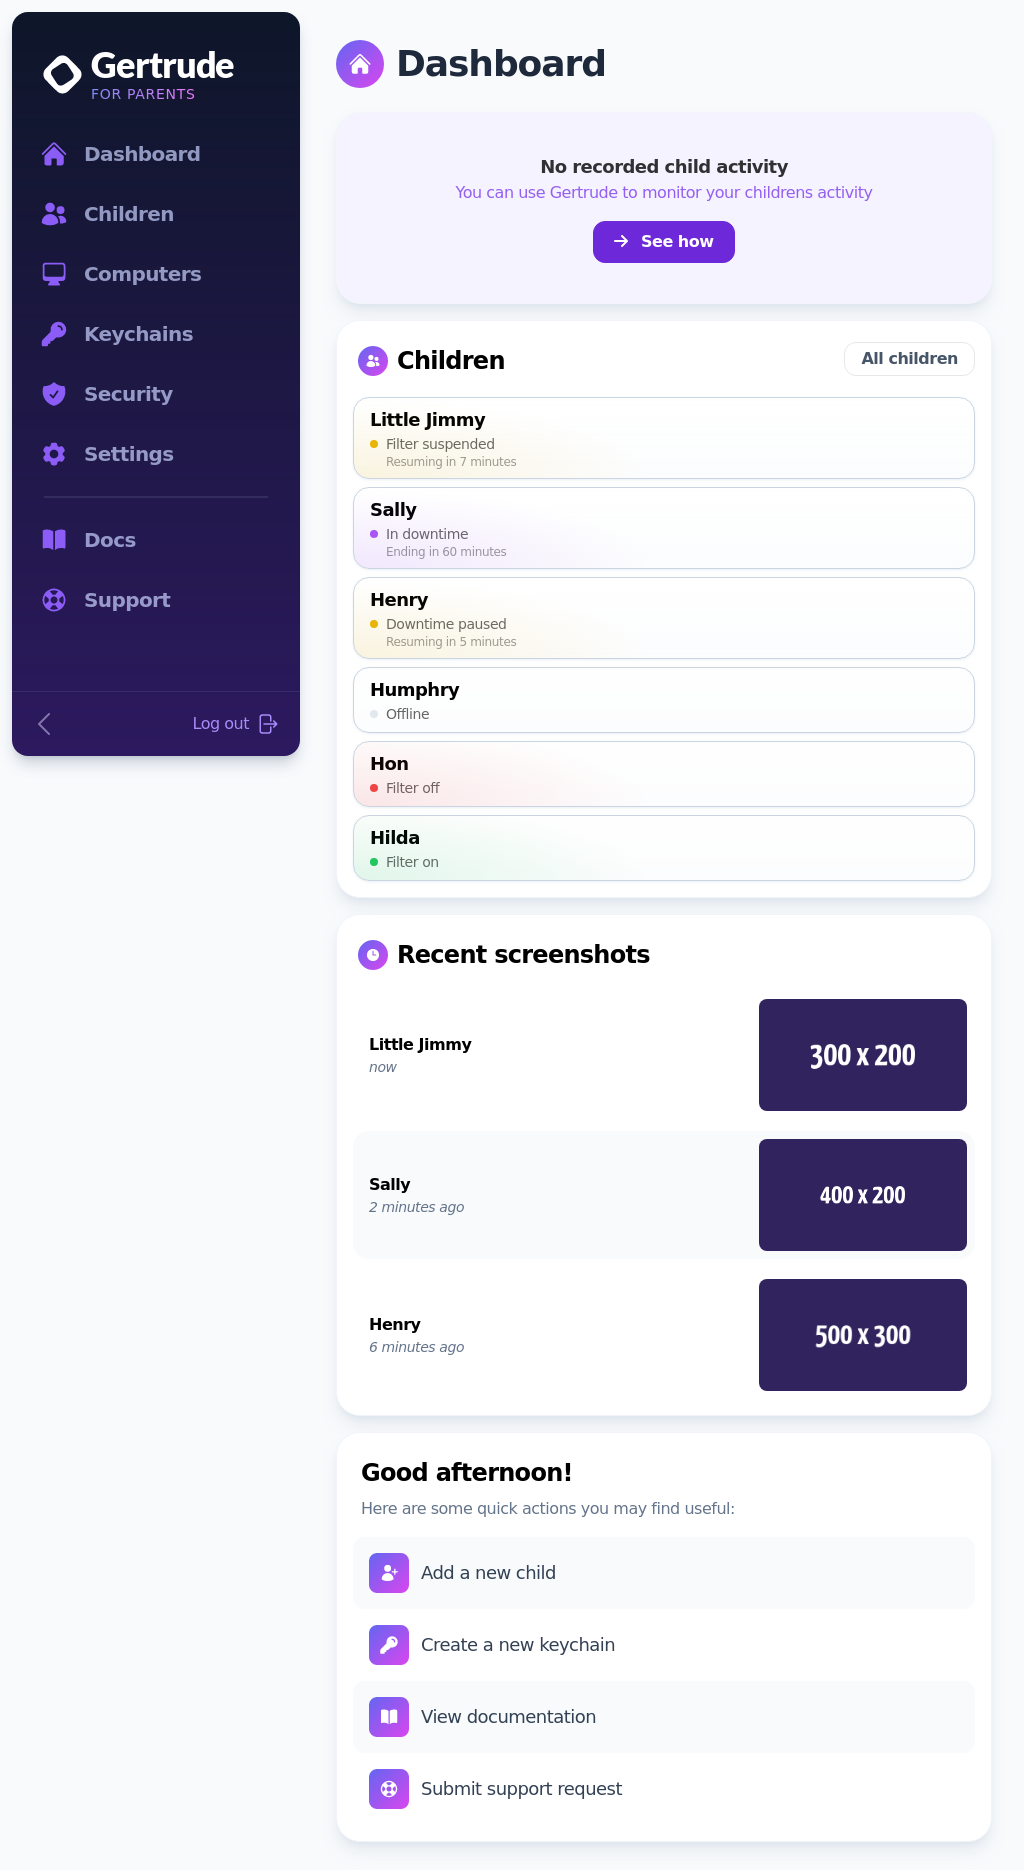 Gertrude
FOR PARENTS
Dashboard
Children
Computers
Keychains
Security
Settings
Docs
Support
Log out
Dashboard
No recorded child activity
You can use Gertrude to monitor your childrens activity
See how
Children
All children
Little Jimmy
Filter suspended
Resuming in 7 minutes
Sally
In downtime
Ending in 60 minutes
Henry
Downtime paused
Resuming in 5 minutes
Humphry
Offline
Hon
Filter off
Hilda
Filter on
Recent screenshots
Little Jimmy
now
300 x 200
Sally
2 minutes ago
400 x 200
Henry
6 minutes ago
500 x 300
Good afternoon!
Here are some quick actions you may find useful:
Add a new child
Create a new keychain
View documentation
Submit support request